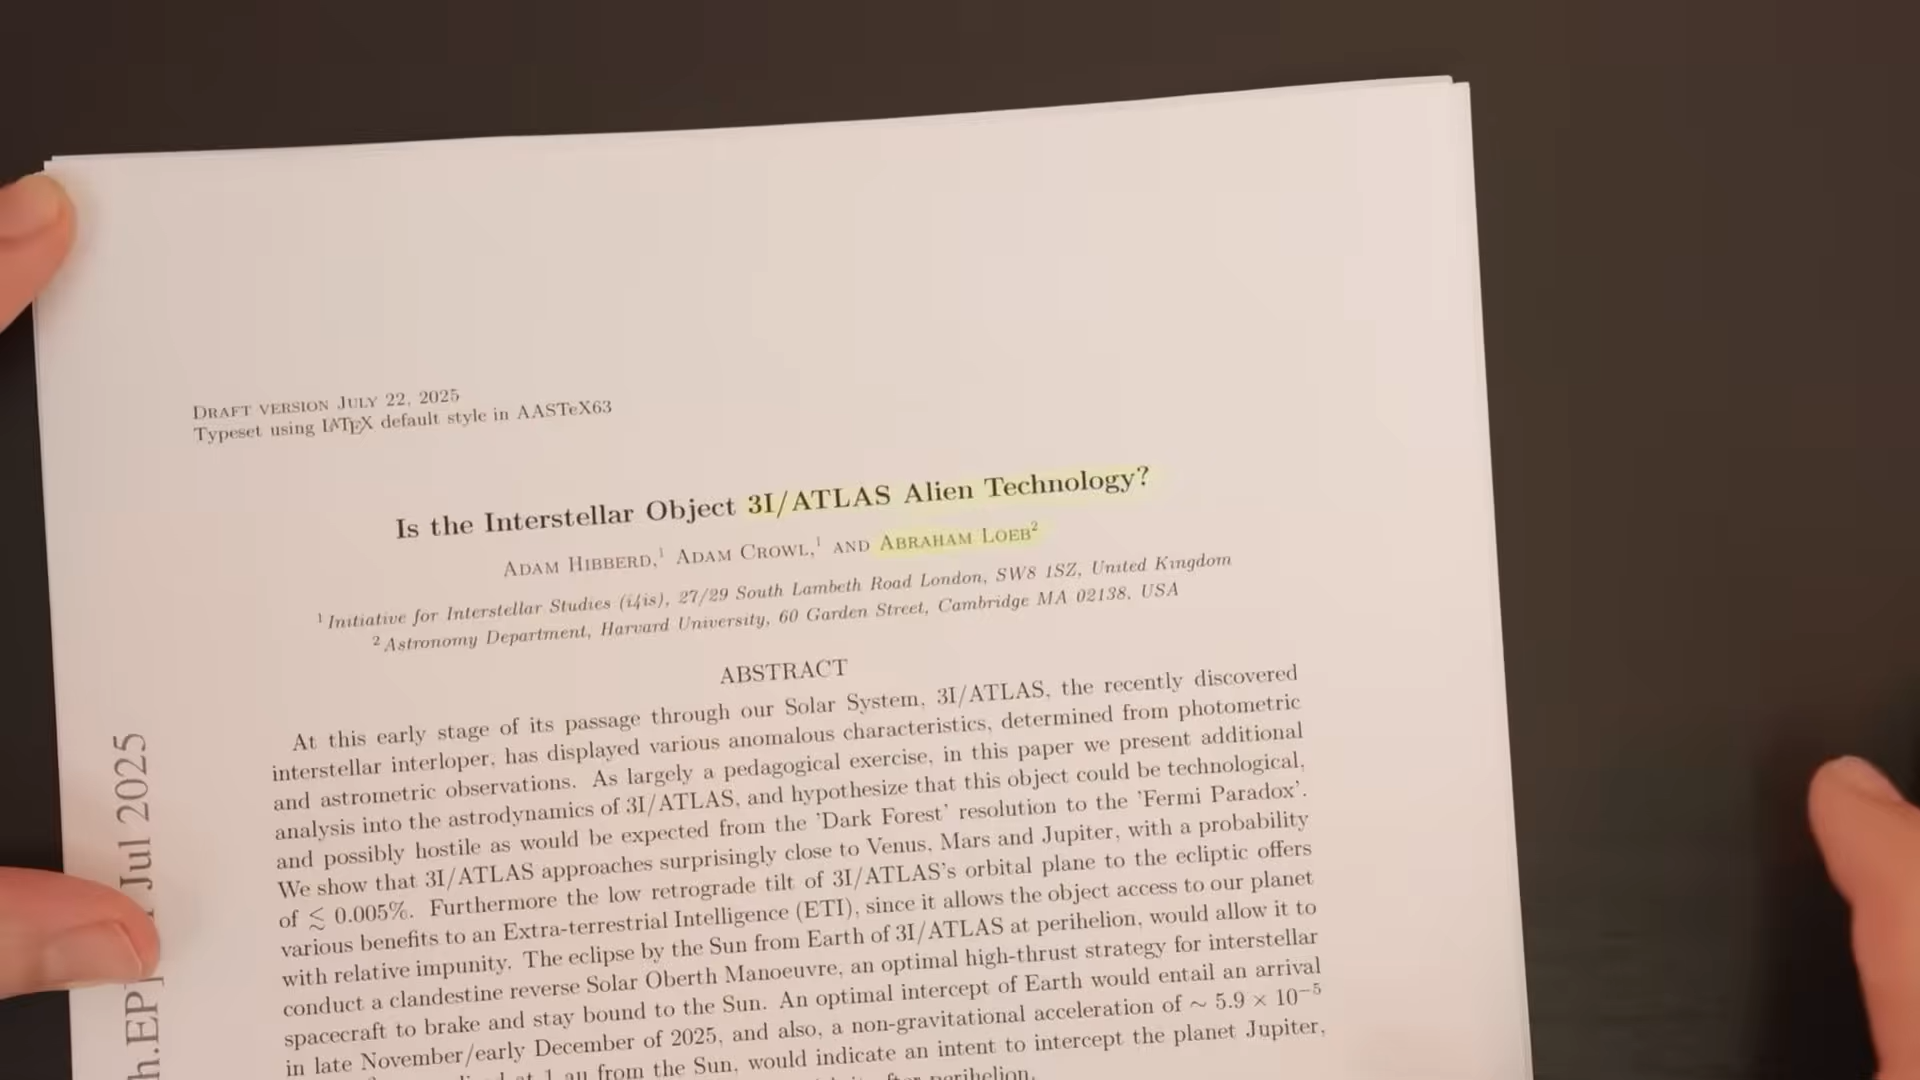 DRAFT VERSION JULY 22, 2025
Typeset using LATEX default style in AASTeX63
Is the Interstellar Object 3I/ATLAS Alien Technology?
ADAM HIBBERD,1 ADAM CROWL,1 AND ABRAHAM LOEB2
1 Initiative for Interstellar Studies (i4is), 27/29 South Lambeth Road London, SW8 1SZ, United Kingdom
2 Astronomy Department, Harvard University, 60 Garden Street, Cambridge MA 02138, USA
ABSTRACT
At this early stage of its passage through our Solar System, 3I/ATLAS, the recently discovered
interstellar interloper, has displayed various anomalous characteristics, determined from photometric
and astrometric observations. As largely a pedagogical exercise, in this paper we present additional
analysis into the astrodynamics of 3I/ATLAS, and hypothesize that this object could be technological,
and possibly hostile as would be expected from the 'Dark Forest' resolution to the 'Fermi Paradox'.
We show that 3I/ATLAS approaches surprisingly close to Venus, Mars and Jupiter, with a probability
of ≲ 0.005%. Furthermore the low retrograde tilt of 3I/ATLAS's orbital plane to the ecliptic offers
various benefits to an Extra-terrestrial Intelligence (ETI), since it allows the object access to our planet
with relative impunity. The eclipse by the Sun from Earth of 3I/ATLAS at perihelion, would allow it to
conduct a clandestine reverse Solar Oberth Manoeuvre, an optimal high-thrust strategy for interstellar
spacecraft to brake and stay bound to the Sun. An optimal intercept of Earth would entail an arrival
in late November/early December of 2025, and also, a non-gravitational acceleration of ∼ 5.9 × 10−5
at 1 au from the Sun, would indicate an intent to intercept the planet Jupiter,
perihelion.
h.EP] Jul 2025